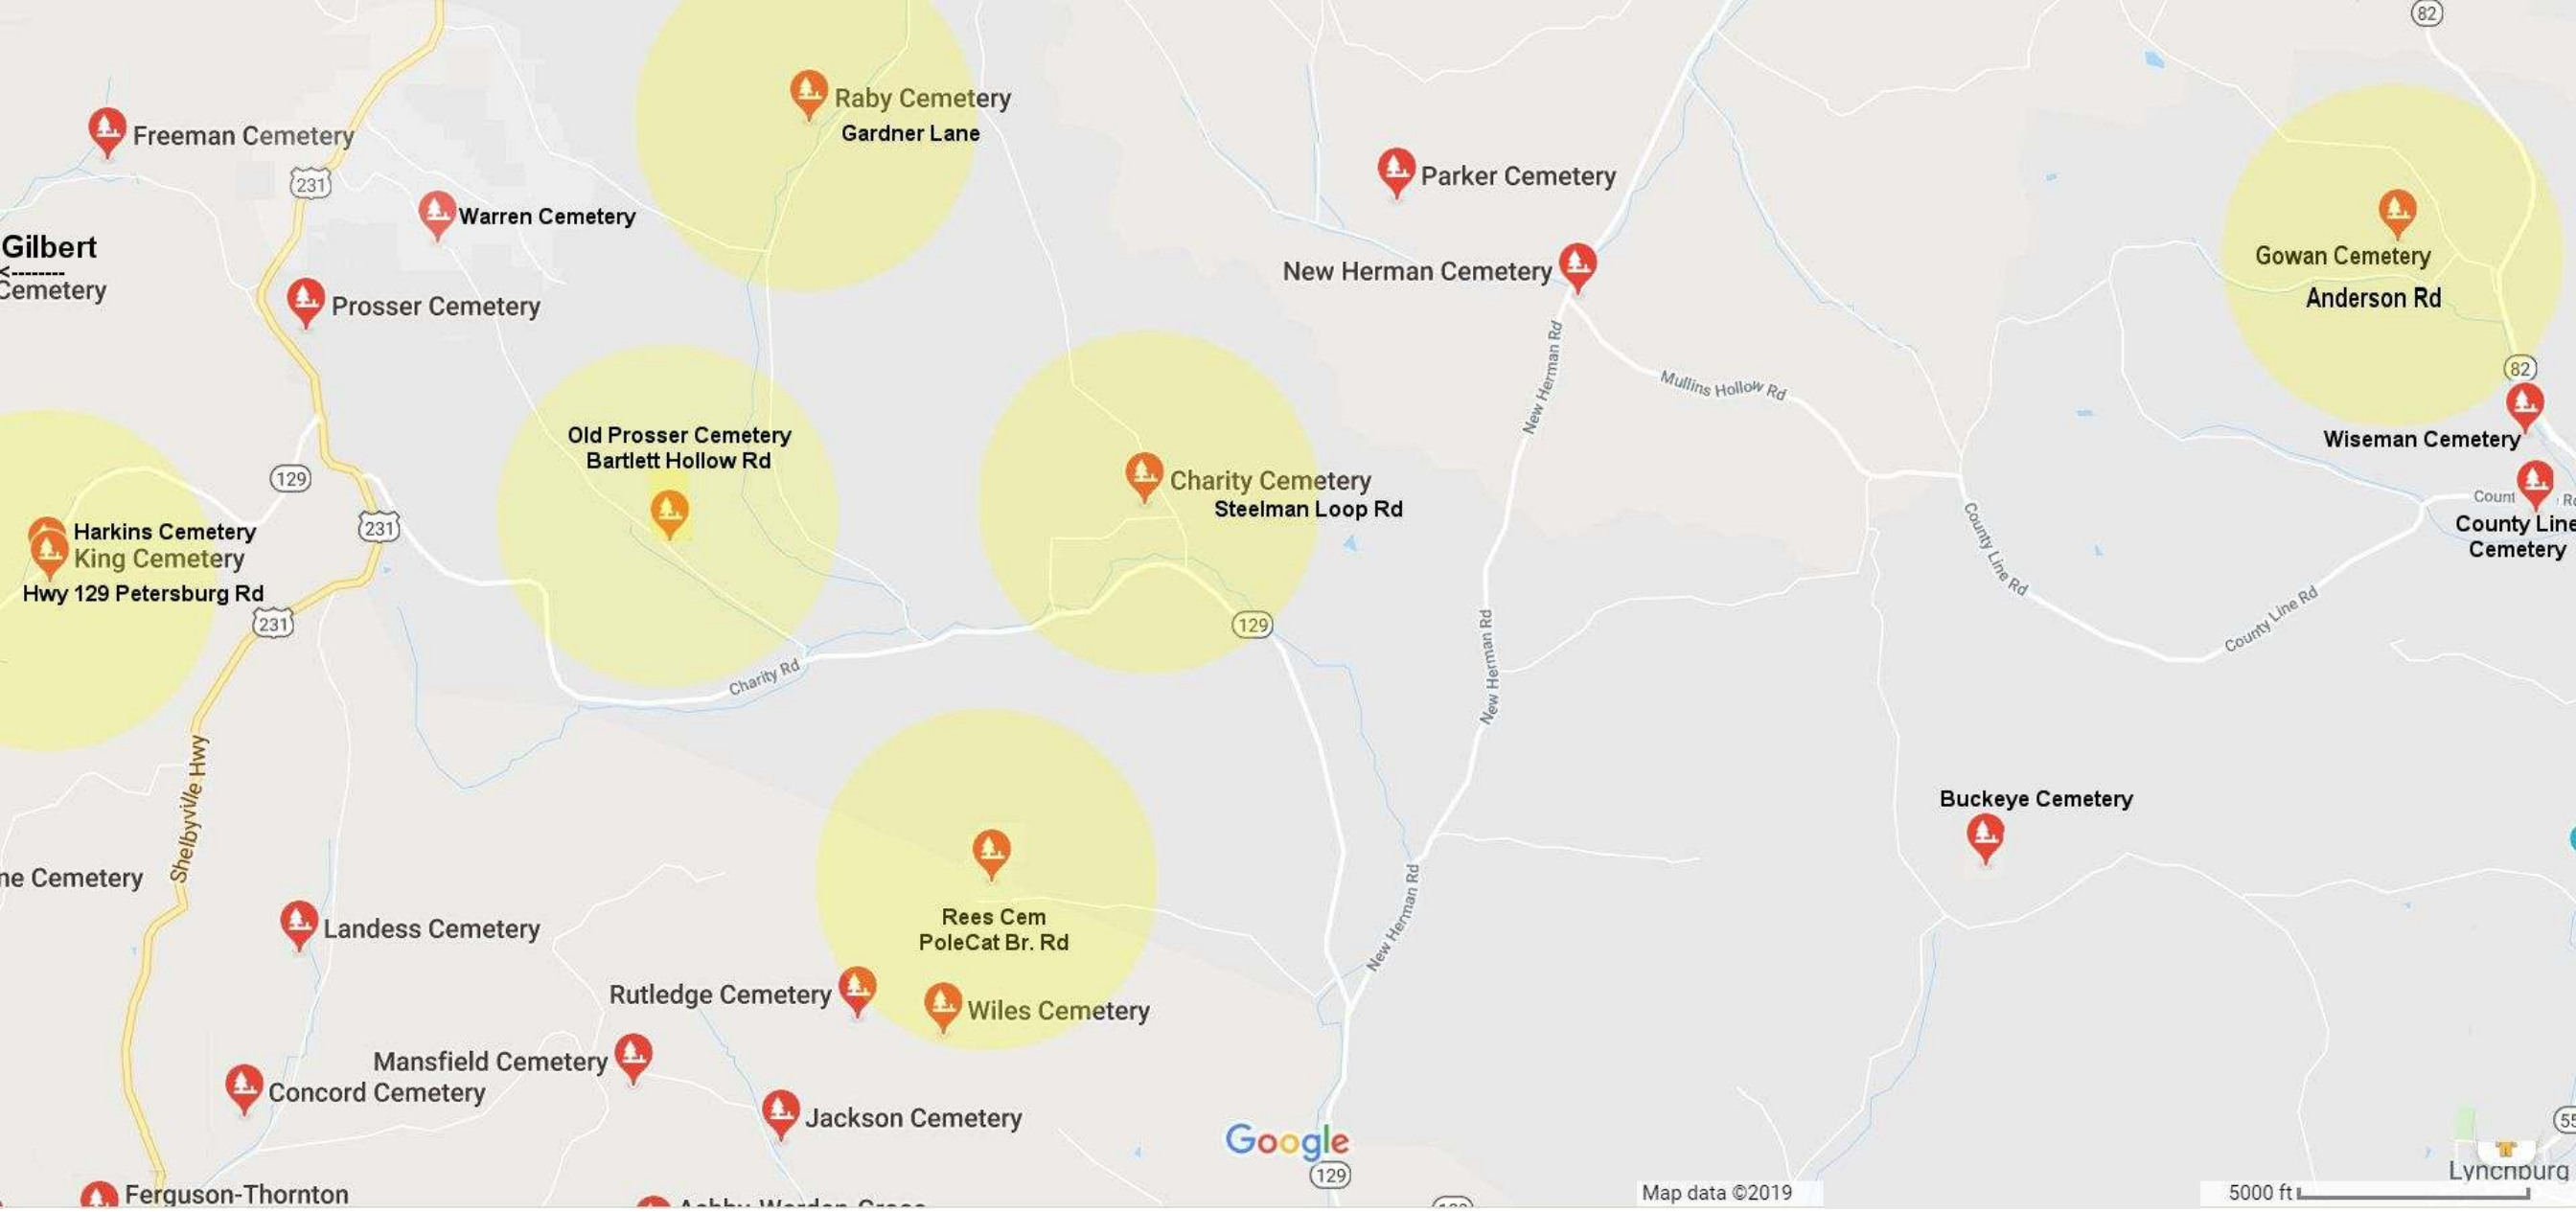 82
Raby Cemetery
Gardner Lane
Freeman Cemetery
231
Parker Cemetery
Warren Cemetery
Gilbert
<--------
Cemetery
New Herman Cemetery
Gowan Cemetery
Anderson Rd
Prosser Cemetery
New Herman Rd
Mullins Hollow Rd
82
Old Prosser Cemetery
Bartlett Hollow Rd
Wiseman Cemetery
129
Charity Cemetery
Steelman Loop Rd
Count
County Line
Cemetery
231
Harkins Cemetery
King Cemetery
Hwy 129 Petersburg Rd
231
129
County Line Rd
County Line Rd
New Herman Rd
Charity Rd
Shelbyville Hwy
Buckeye Cemetery
ne Cemetery
Landess Cemetery
Rees Cem
PoleCat Br. Rd
New Herman Rd
Rutledge Cemetery
Wiles Cemetery
Mansfield Cemetery
Concord Cemetery
Jackson Cemetery
Google
129
55
Lynchburg
Ferguson-Thornton
Map data ©2019
5000 ft